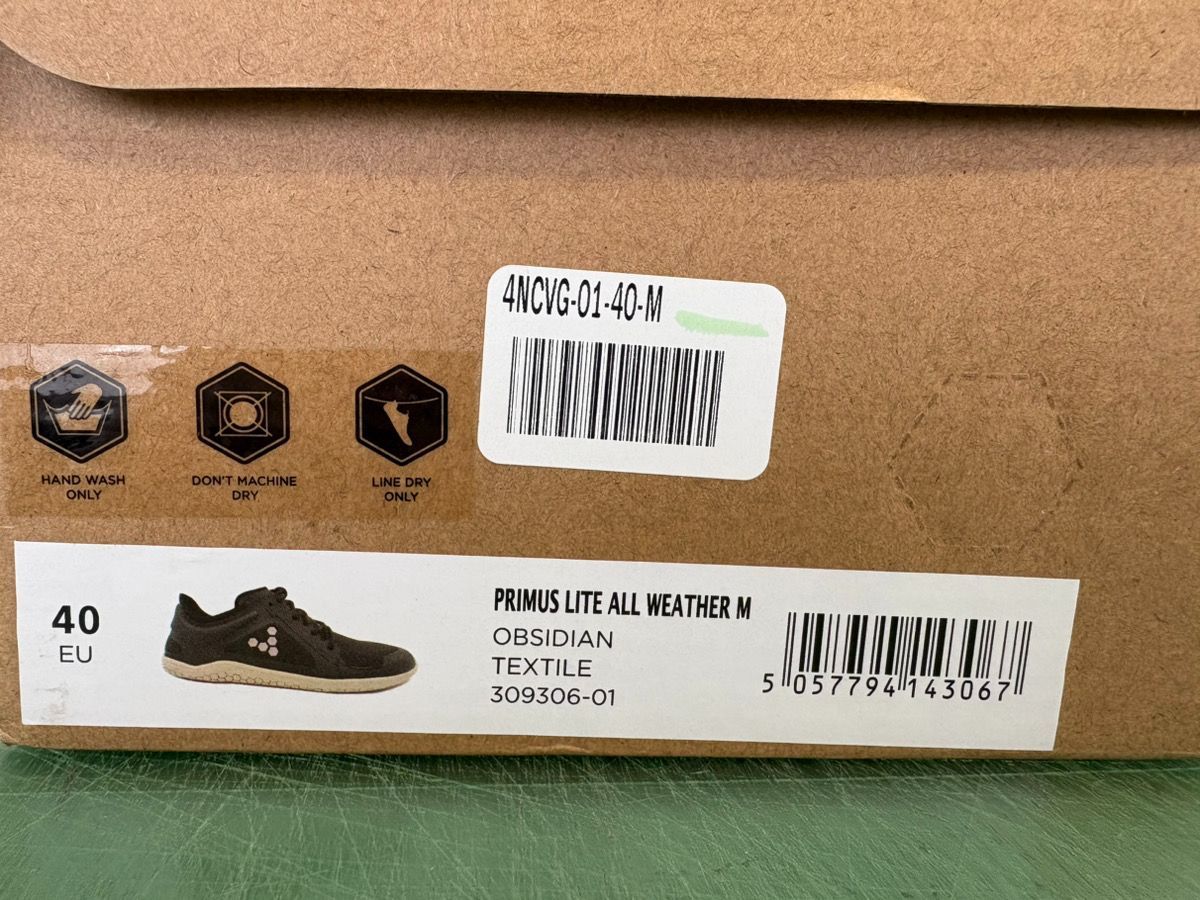 4NCVG-01-40-M
HAND WASH
ONLY
DON'T MACHINE
DRY
LINE DRY
ONLY
40
EU
PRIMUS LITE ALL WEATHER M
OBSIDIAN
TEXTILE
309306-01
5 057794 143067